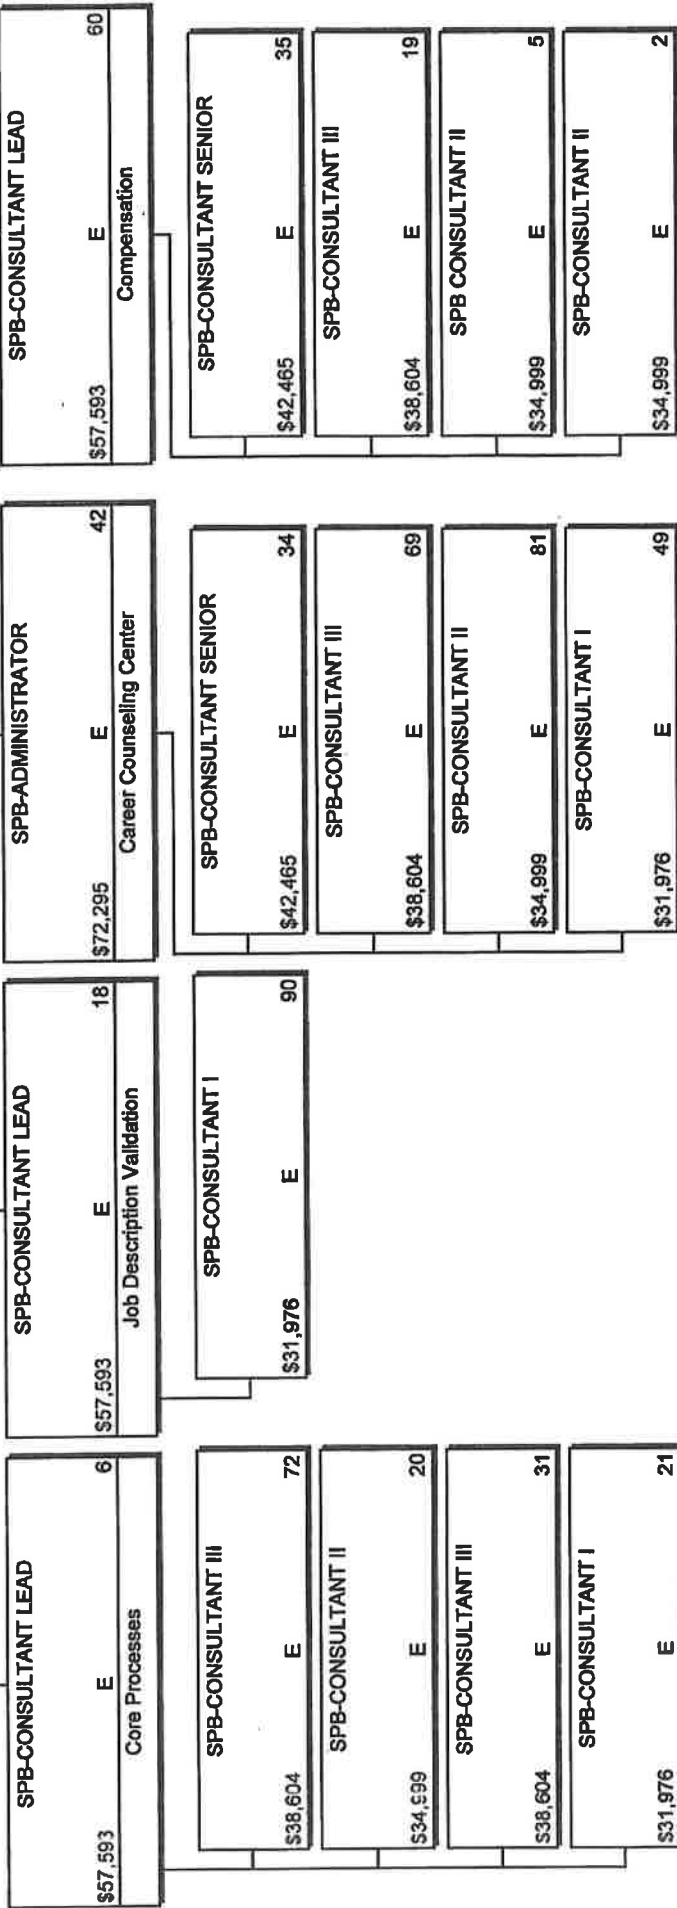 SPB-CONSULTANT LEAD
$57,593 E 6
Core Processes
SPB-CONSULTANT III
$38,604 E 72
SPB-CONSULTANT II
$34,999 E 20
SPB-CONSULTANT III
$38,604 E 31
SPB-CONSULTANT I
$31,976 E 21
SPB-CONSULTANT LEAD
$57,593 E 18
Job Description Validation
SPB-CONSULTANT I
$31,976 E 90
SPB-ADMINISTRATOR
$72,295 E 42
Career Counseling Center
SPB-CONSULTANT SENIOR
$42,465 E 34
SPB-CONSULTANT III
$38,604 E 69
SPB-CONSULTANT II
$34,999 E 81
SPB-CONSULTANT I
$31,976 E 49
SPB-CONSULTANT LEAD
$57,593 E 60
Compensation
SPB-CONSULTANT SENIOR
$42,465 E 35
SPB-CONSULTANT III
$38,604 E 19
SPB CONSULTANT II
$34,999 E 5
SPB-CONSULTANT II
$34,999 E 2